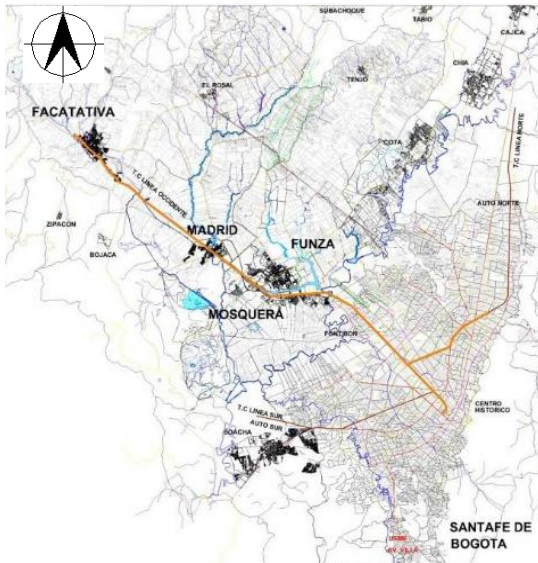 SUBACHOQUE
TABIO
CAJICA
CHIA
EL ROSAL
TENJO
FACATATIVA
COTA
T.C LINEA NORTE
T.C LINEA OCCIDENTE
AUTO NORTE
ZIPACON
MADRID
FUNZA
BOJACA
MOSQUERA
FONTIBON
CENTRO
HISTORICO
T.C LINEA SUR
AUTO SUR
SOACHA
SANTAFE DE
BOGOTA
USME